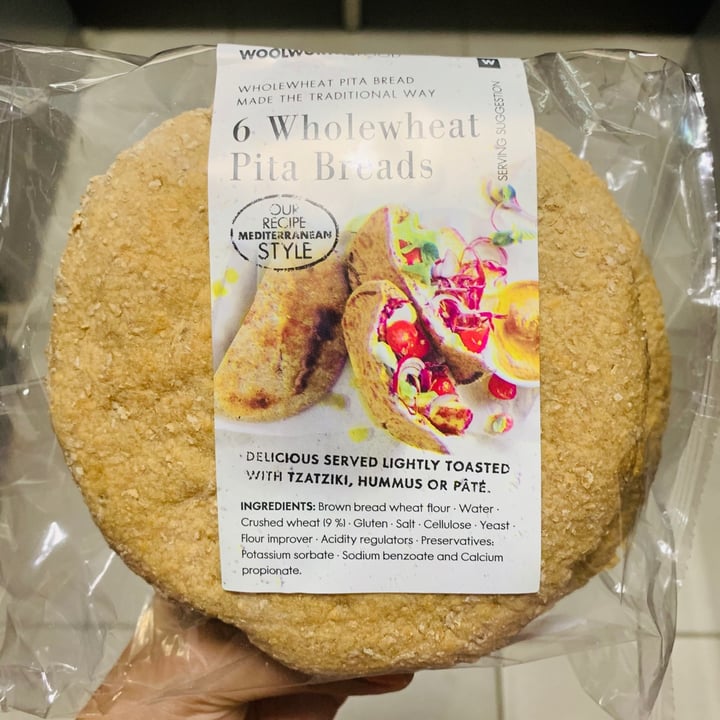 WOOLWORTHS FOOD
W
WHOLEWHEAT PITA BREAD
MADE THE TRADITIONAL WAY
6 Wholewheat
Pita Breads
SERVING SUGGESTION
OUR
RECIPE
MEDITERRANEAN
STYLE
DELICIOUS SERVED LIGHTLY TOASTED
WITH TZATZIKI, HUMMUS OR PÂTÉ.
INGREDIENTS: Brown bread wheat flour · Water ·
Crushed wheat (9 %) · Gluten · Salt · Cellulose · Yeast ·
Flour improver · Acidity regulators · Preservatives:
Potassium sorbate · Sodium benzoate and Calcium
propionate.